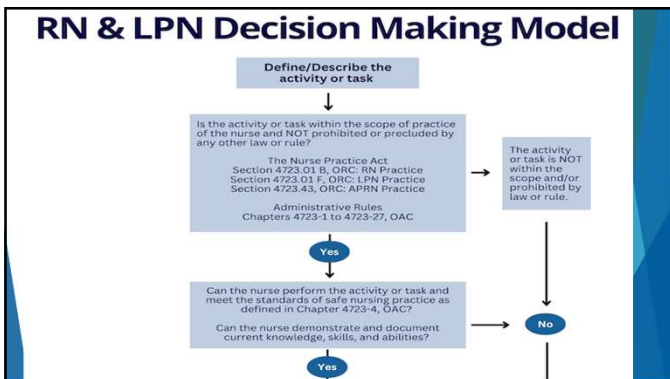 RN & LPN Decision Making Model
Define/Describe the
activity or task
Is the activity or task within the scope of practice
of the nurse and NOT prohibited or precluded by
any other law or rule?
The Nurse Practice Act
Section 4723.01 B, ORC: RN Practice
Section 4723.01 F, ORC: LPN Practice
Section 4723.43, ORC: APRN Practice
Administrative Rules
Chapters 4723-1 to 4723-27, OAC
The activity
or task is NOT
within the
scope and/or
prohibited by
law or rule.
Yes
Can the nurse perform the activity or task and
meet the standards of safe nursing practice as
defined in Chapter 4723-4, OAC?
Can the nurse demonstrate and document
current knowledge, skills, and abilities?
No
Yes